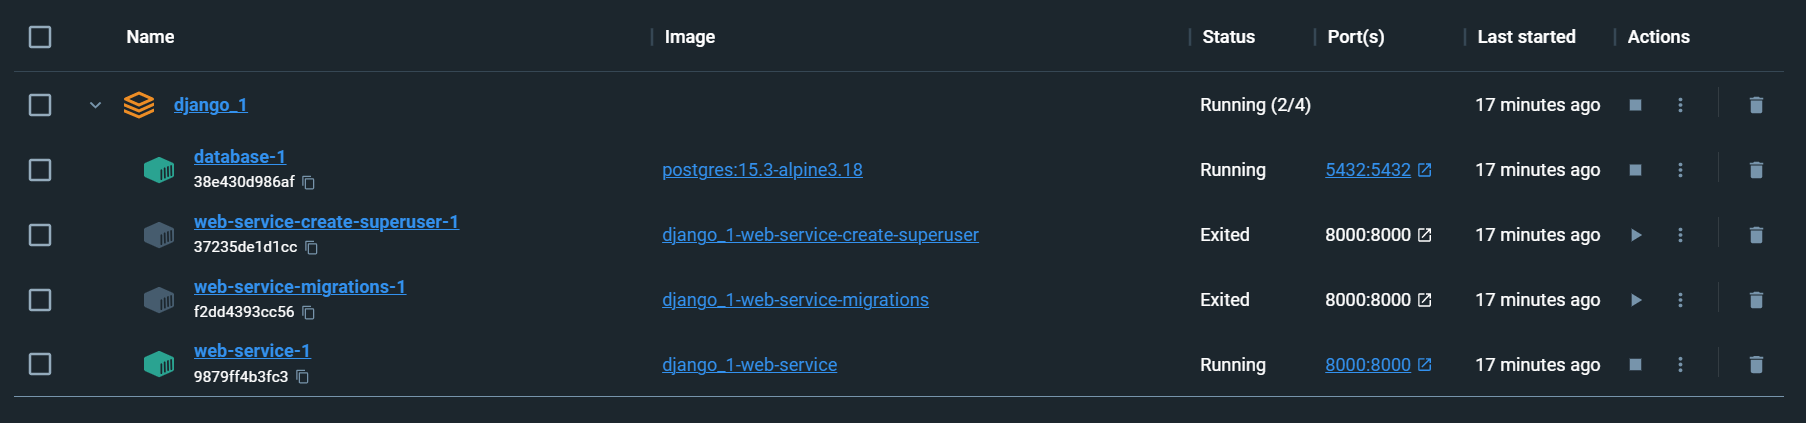 Name Image Status Port(s) Last started Actions
django_1 Running (2/4) 17 minutes ago
database-1
38e430d986af
postgres:15.3-alpine3.18 Running 5432:5432 17 minutes ago
web-service-create-superuser-1
37235de1d1cc
django_1-web-service-create-superuser Exited 8000:8000 17 minutes ago
web-service-migrations-1
f2dd4393cc56
django_1-web-service-migrations Exited 8000:8000 17 minutes ago
web-service-1
9879ff4b3fc3
django_1-web-service Running 8000:8000 17 minutes ago